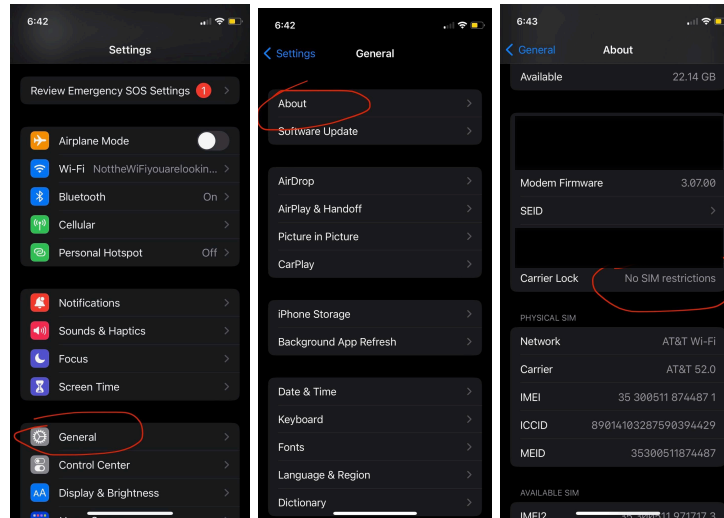 6:42
Settings
Review Emergency SOS Settings 1
Airplane Mode
Wi-Fi NottheWiFiyouarelookin...
Bluetooth On
Cellular
Personal Hotspot Off
Notifications
Sounds & Haptics
Focus
Screen Time
General
Control Center
AA Display & Brightness
6:42
Settings General
About
Software Update
AirDrop
AirPlay & Handoff
Picture in Picture
CarPlay
iPhone Storage
Background App Refresh
Date & Time
Keyboard
Fonts
Language & Region
Dictionary
6:43
General About
Available 22.14 GB
Modem Firmware 3.07.00
SEID
Carrier Lock No SIM restrictions
PHYSICAL SIM
Network AT&T Wi-Fi
Carrier AT&T 52.0
IMEI 35 300511 874487 1
ICCID 89014103287590394429
MEID 35300511874487
AVAILABLE SIM
IMEI2